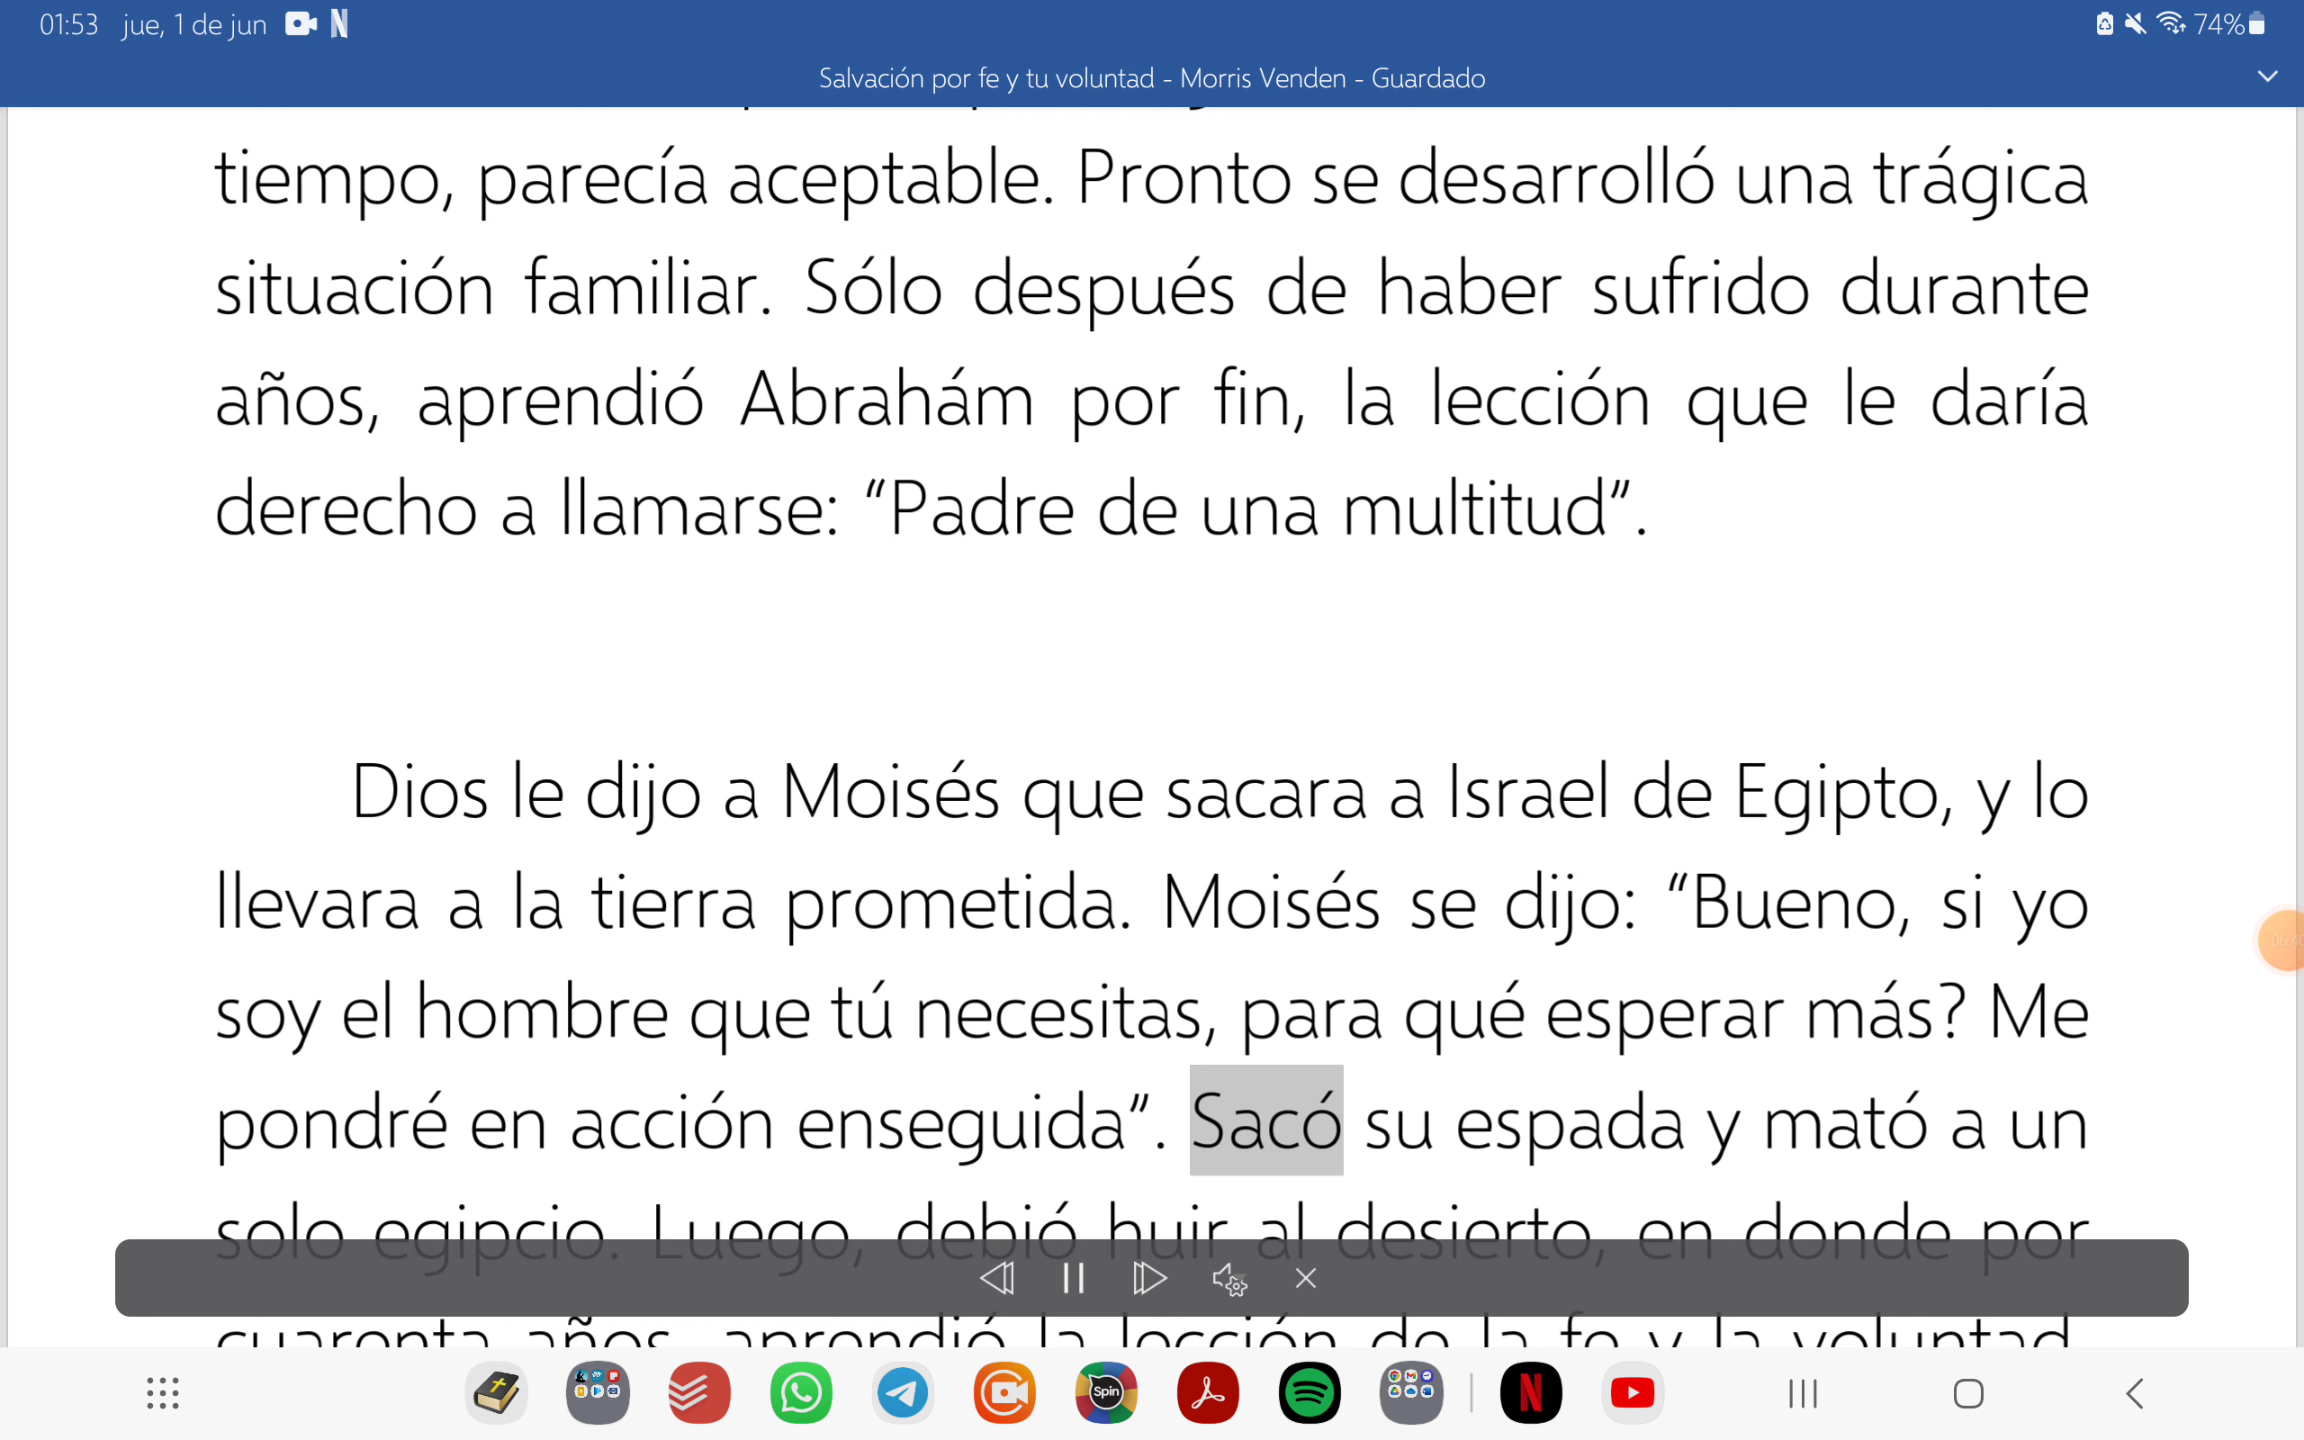 01:53 jue, 1 de jun
74%
Salvación por fe y tu voluntad - Morris Venden - Guardado
tiempo, parecía aceptable. Pronto se desarrolló una trágica
situación familiar. Sólo después de haber sufrido durante
años, aprendió Abrahám por fin, la lección que le daría
derecho a llamarse: “Padre de una multitud”.
Dios le dijo a Moisés que sacara a Israel de Egipto, y lo
llevara a la tierra prometida. Moisés se dijo: “Bueno, si yo
soy el hombre que tú necesitas, para qué esperar más? Me
pondré en acción enseguida”. Sacó su espada y mató a un
solo egipcio. Luego, debió huir al desierto, en donde por
cuarenta años, aprendió la lección de la fe y la voluntad.
Spin